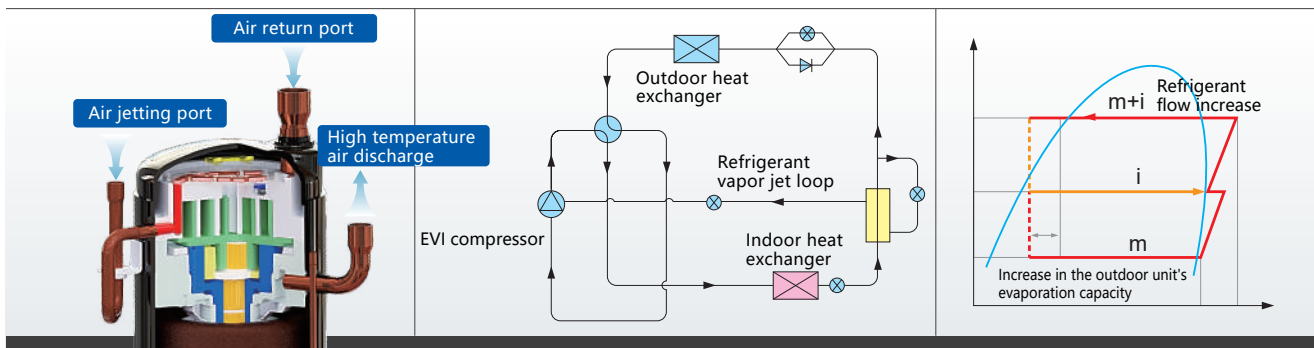 Air return port
Air jetting port
High temperature
air discharge
Outdoor heat
exchanger
Refrigerant
vapor jet loop
EVI compressor
Indoor heat
exchanger
Refrigerant
flow increase
m+i
i
m
Increase in the outdoor unit's
evaporation capacity